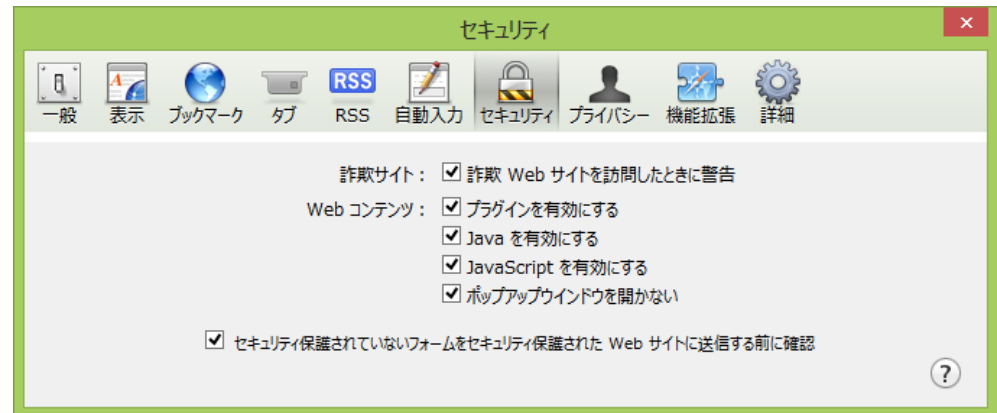 セキュリティ
一般 表示 ブックマーク タブ RSS RSS 自動入力 セキュリティ プライバシー 機能拡張 詳細
詐欺サイト： 詐欺 Web サイトを訪問したときに警告
Web コンテンツ： プラグインを有効にする
Java を有効にする
JavaScript を有効にする
ポップアップウインドウを開かない
セキュリティ保護されていないフォームをセキュリティ保護された Web サイトに送信する前に確認
?